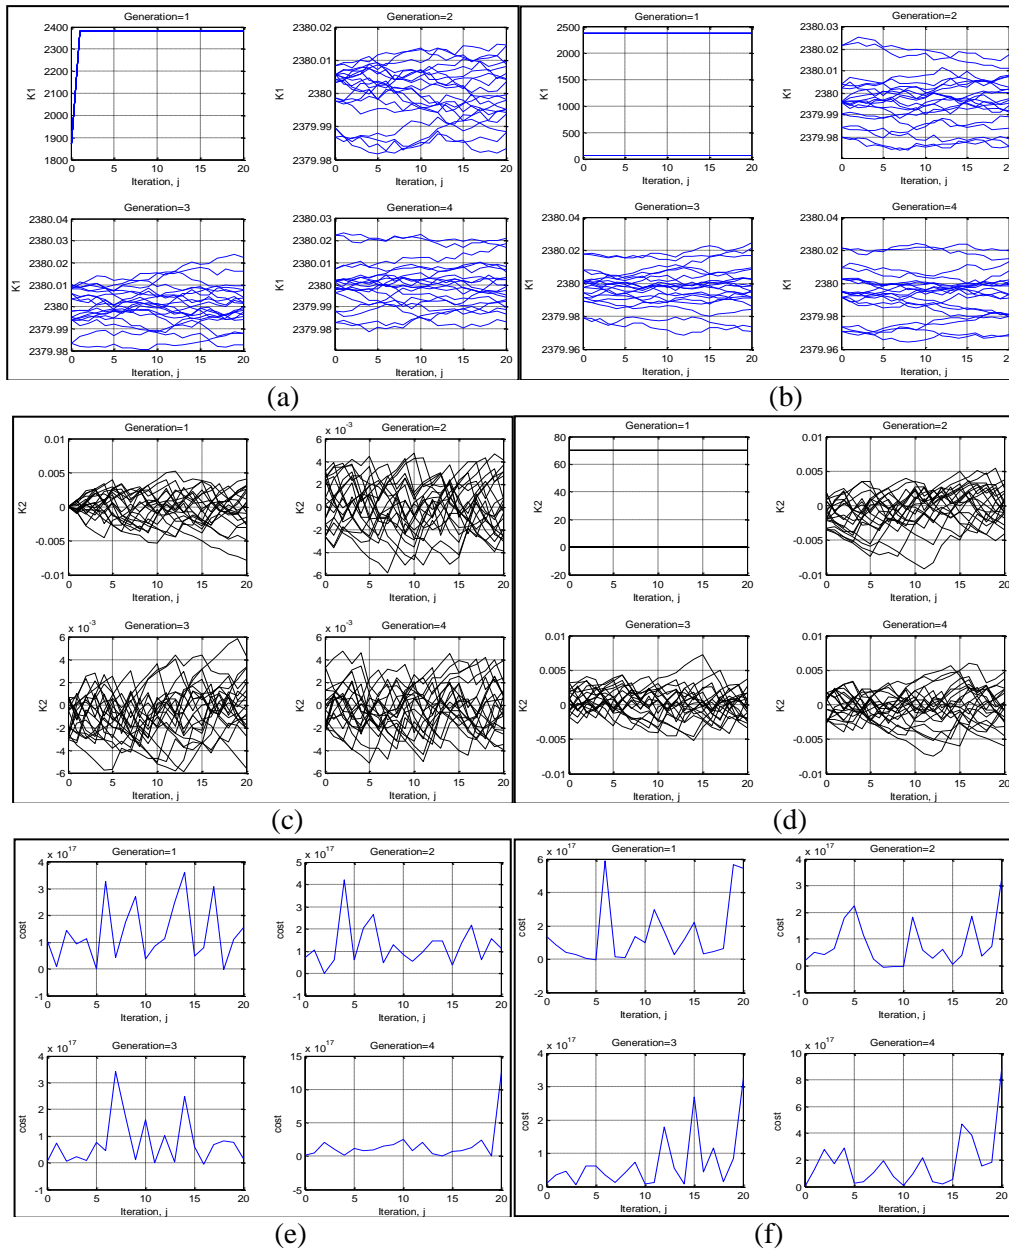 Generation=1
2400
2300
2200
2100
2000
1900
1800
K1
0 5 10 15 20
Iteration, j
Generation=2
2380.02
2380.01
2380
2379.99
2379.98
K1
0 5 10 15 20
Iteration, j
Generation=3
2380.04
2380.03
2380.02
2380.01
2380
2379.99
2379.98
K1
0 5 10 15 20
Iteration, j
Generation=4
2380.03
2380.02
2380.01
2380
2379.99
2379.98
2379.97
K1
0 5 10 15 20
Iteration, j
(a)
Generation=1
2500
2000
1500
1000
500
0
K1
0 5 10 15 20
Iteration, j
Generation=2
2380.03
2380.02
2380.01
2380
2379.99
2379.98
2379.97
K1
0 5 10 15 20
Iteration, j
Generation=3
2380.04
2380.02
2380
2379.98
2379.96
K1
0 5 10 15 20
Iteration, j
Generation=4
2380.04
2380.02
2380
2379.98
2379.96
K1
0 5 10 15 20
Iteration, j
(b)
Generation=1
0.01
0.005
0
-0.005
-0.01
K2
0 5 10 15 20
Iteration, j
Generation=2
x 10⁻³
6
4
2
0
-2
-4
-6
K2
0 5 10 15 20
Iteration, j
Generation=3
x 10⁻³
6
4
2
0
-2
-4
-6
K2
0 5 10 15 20
Iteration, j
Generation=4
x 10⁻³
6
4
2
0
-2
-4
-6
K2
0 5 10 15 20
Iteration, j
(c)
Generation=1
80
60
40
20
0
-20
K2
0 5 10 15 20
Iteration, j
Generation=2
0.01
0.005
0
-0.005
-0.01
K2
0 5 10 15 20
Iteration, j
Generation=3
0.01
0.005
0
-0.005
-0.01
K2
0 5 10 15 20
Iteration, j
Generation=4
0.01
0.005
0
-0.005
-0.01
K2
0 5 10 15 20
Iteration, j
(d)
Generation=1
x 10¹⁷
4
3
2
1
0
-1
cost
0 5 10 15 20
Iteration, j
Generation=2
x 10¹⁷
5
4
3
2
1
0
-1
cost
0 5 10 15 20
Iteration, j
Generation=3
x 10¹⁷
4
3
2
1
0
-1
cost
0 5 10 15 20
Iteration, j
Generation=4
x 10¹⁷
15
10
5
0
-5
cost
0 5 10 15 20
Iteration, j
(e)
Generation=1
x 10¹⁷
6
4
2
0
-2
cost
0 5 10 15 20
Iteration, j
Generation=2
x 10¹⁷
4
3
2
1
0
-1
cost
0 5 10 15 20
Iteration, j
Generation=3
x 10¹⁷
4
3
2
1
0
cost
0 5 10 15 20
Iteration, j
Generation=4
x 10¹⁷
10
8
6
4
2
0
cost
0 5 10 15 20
Iteration, j
(f)